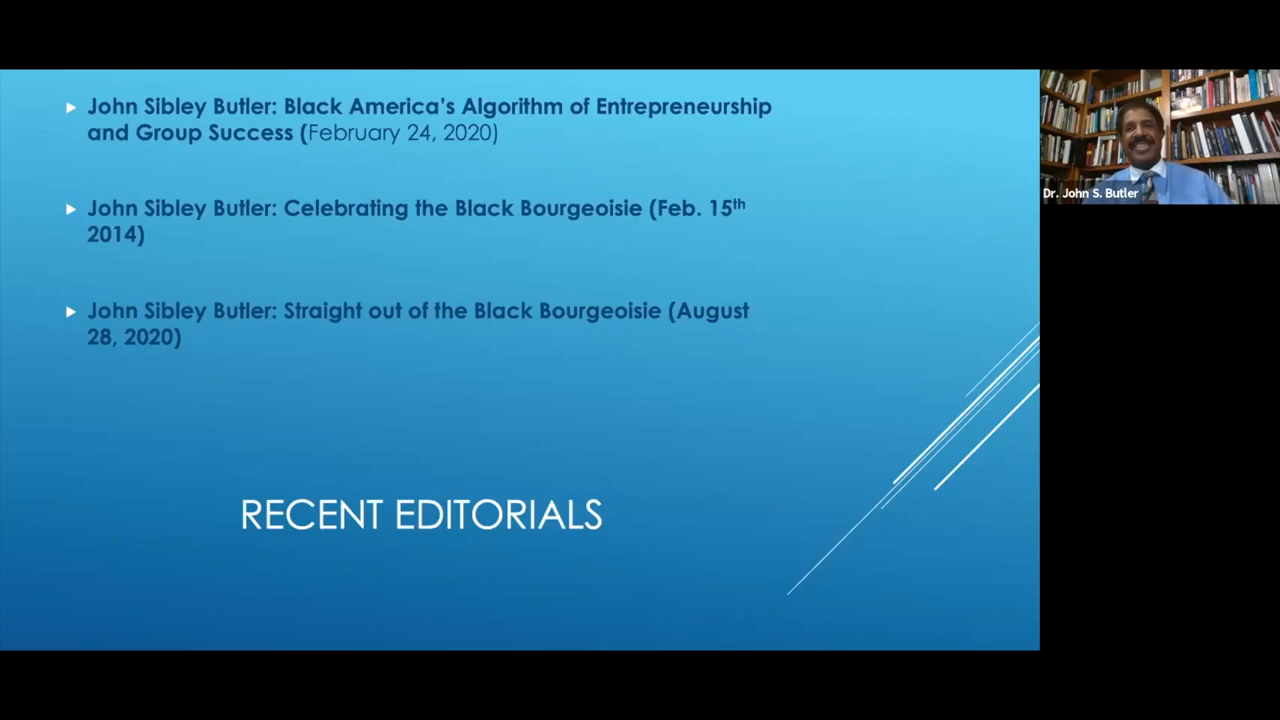 John Sibley Butler: Black America’s Algorithm of Entrepreneurship
and Group Success (February 24, 2020)
John Sibley Butler: Celebrating the Black Bourgeoisie (Feb. 15th
2014)
John Sibley Butler: Straight out of the Black Bourgeoisie (August
28, 2020)
RECENT EDITORIALS
Dr. John S. Butler